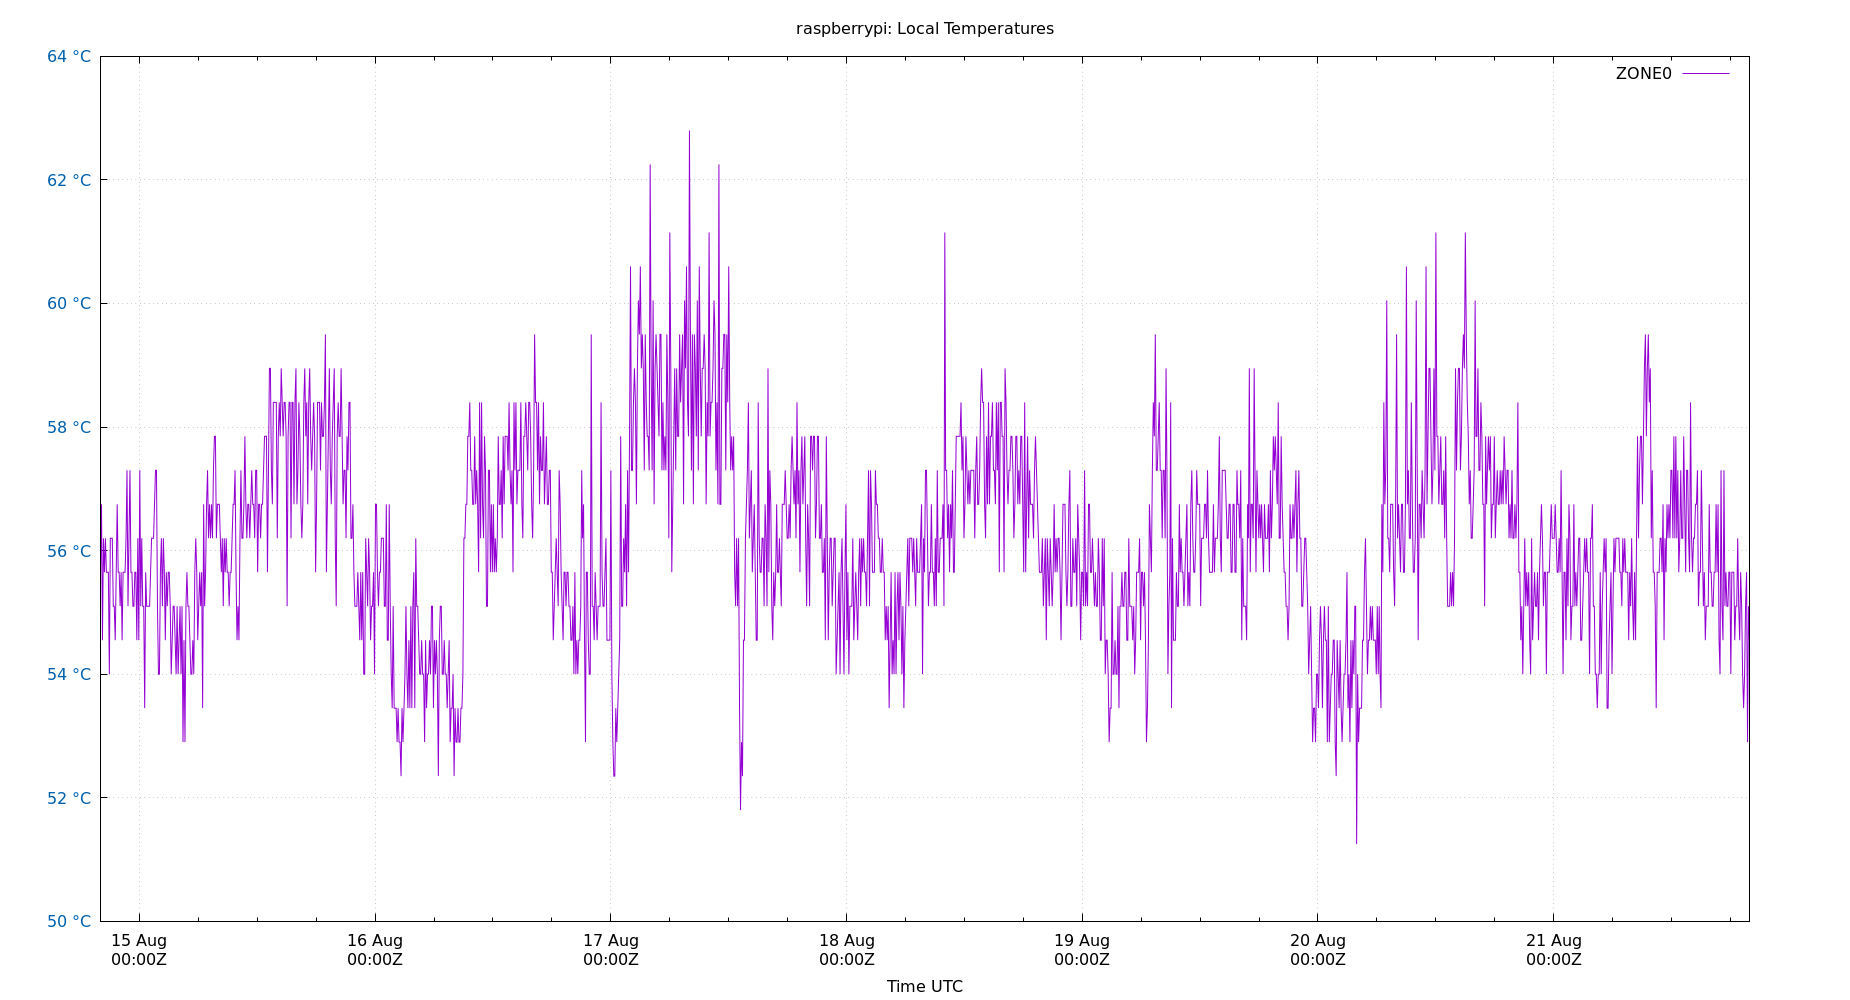 raspberrypi: Local Temperatures
64 °C
ZONE0
62 °C
60 °C
58 °C
56 °C
54 °C
52 °C
50 °C
15 Aug 16 Aug 17 Aug 18 Aug 19 Aug 20 Aug 21 Aug
00:00Z 00:00Z 00:00Z 00:00Z 00:00Z 00:00Z 00:00Z
Time UTC